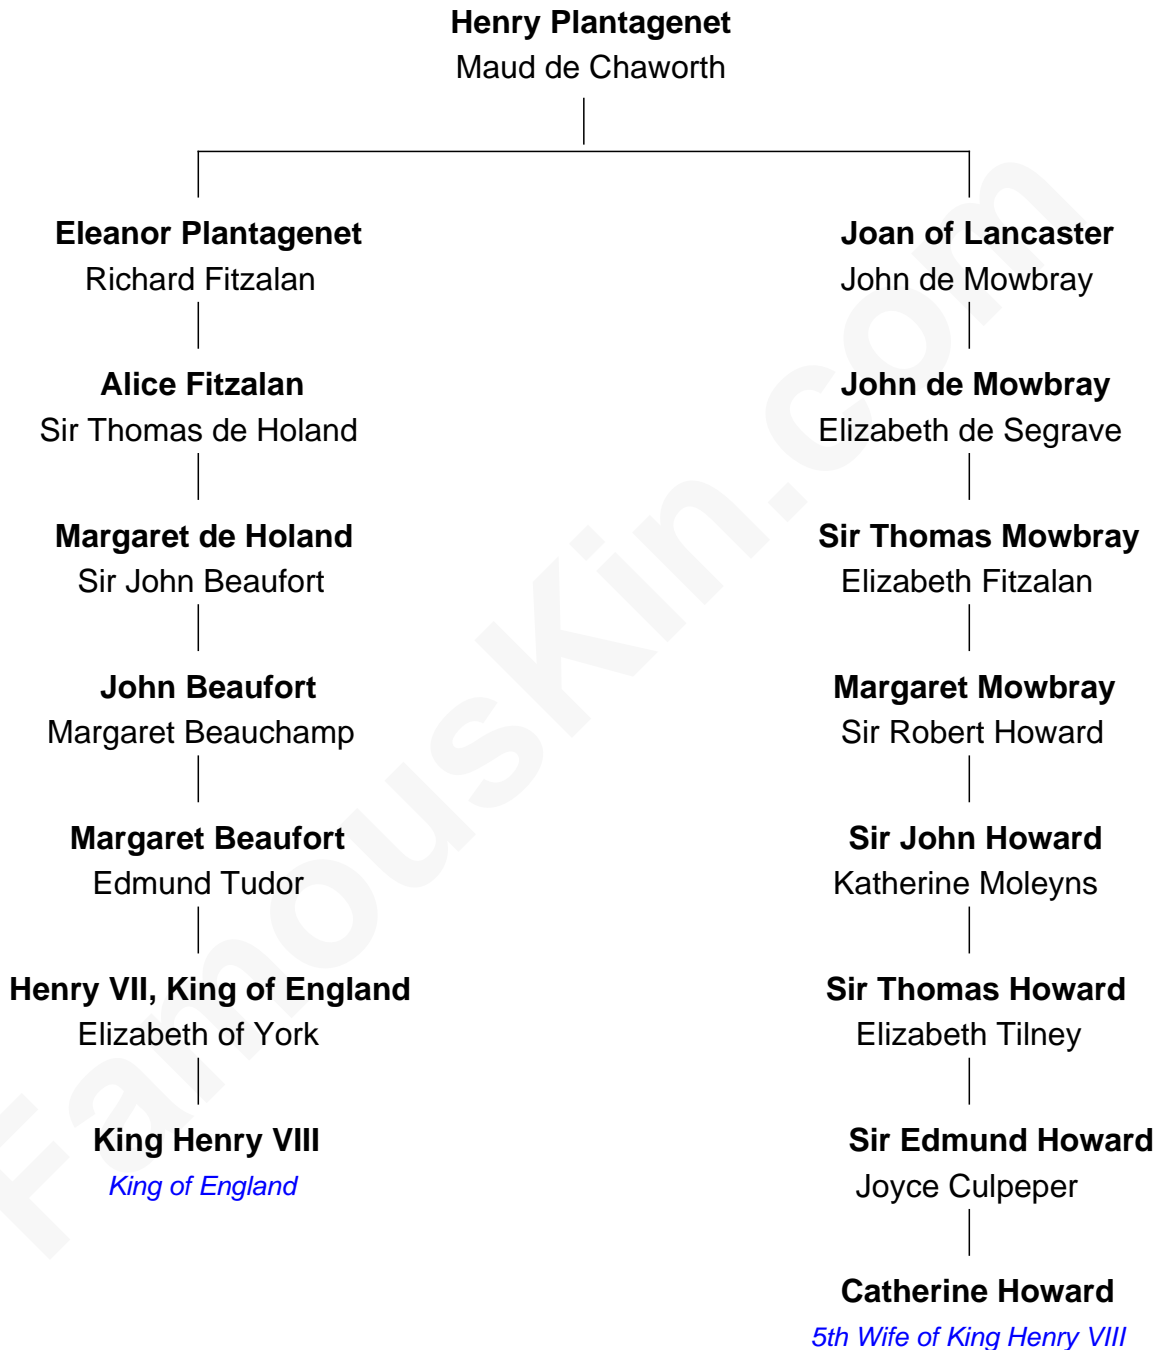 Henry Plantagenet
Maud de Chaworth
Eleanor Plantagenet
Richard Fitzalan
Joan of Lancaster
John de Mowbray
Alice Fitzalan
Sir Thomas de Holand
John de Mowbray
Elizabeth de Segrave
Margaret de Holand
Sir John Beaufort
Sir Thomas Mowbray
Elizabeth Fitzalan
John Beaufort
Margaret Beauchamp
Margaret Mowbray
Sir Robert Howard
Margaret Beaufort
Edmund Tudor
Sir John Howard
Katherine Moleyns
Henry VII, King of England
Elizabeth of York
Sir Thomas Howard
Elizabeth Tilney
King Henry VIII
King of England
Sir Edmund Howard
Joyce Culpeper
Catherine Howard
5th Wife of King Henry VIII
FamousKin.com